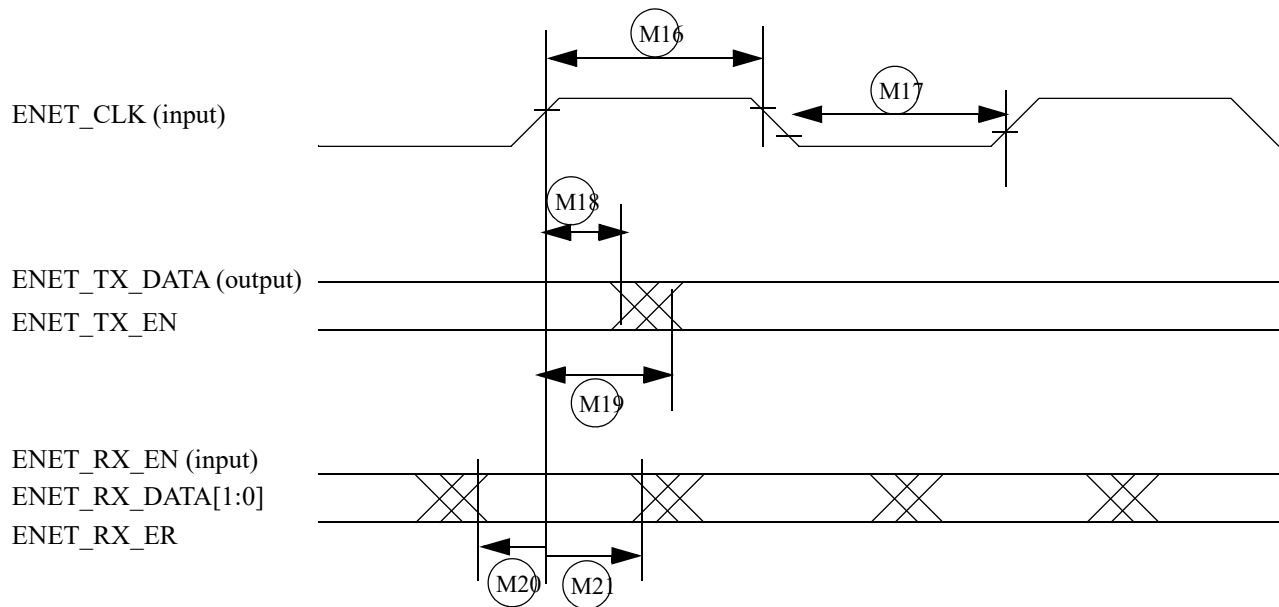 M16
ENET_CLK (input)
M17
M18
ENET_TX_DATA (output)
ENET_TX_EN
M19
ENET_RX_EN (input)
ENET_RX_DATA[1:0]
ENET_RX_ER
M20
M21